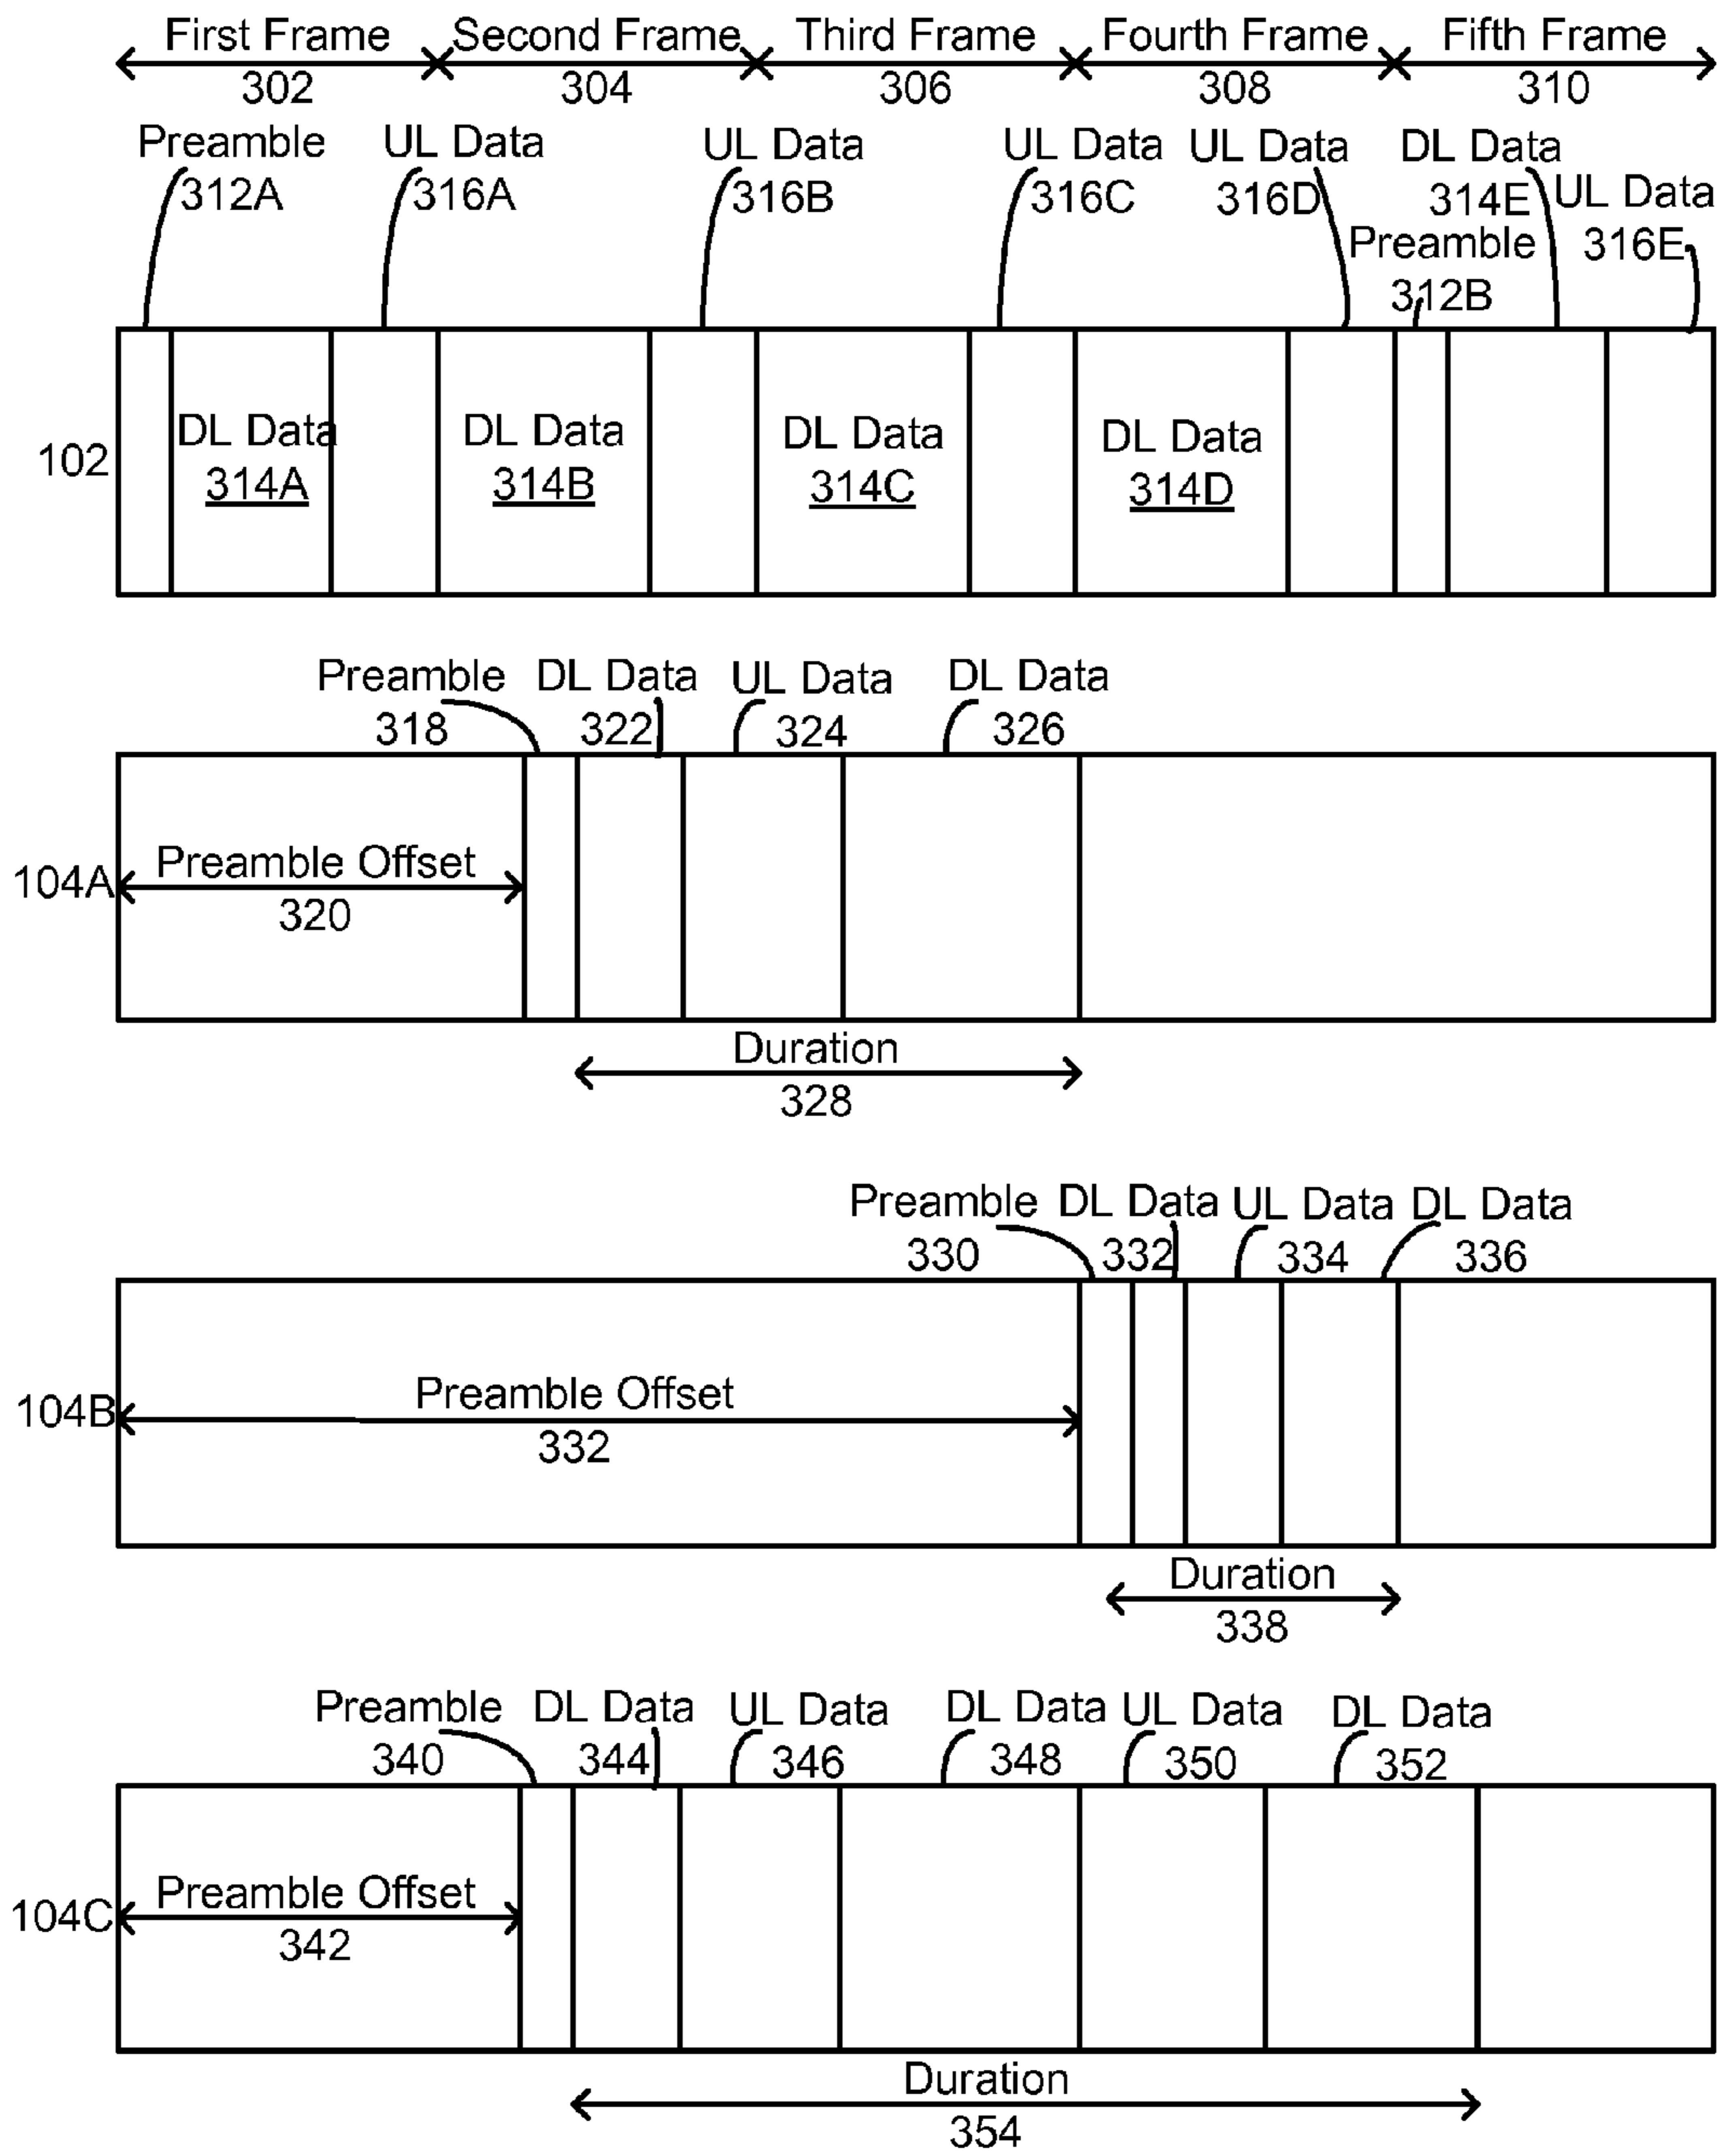 First Frame Second Frame Third Frame Fourth Frame Fifth Frame
302 304 306 308 310
Preamble UL Data UL Data UL Data UL Data DL Data
312A 316A 316B 316C 316D 314E UL Data
Preamble 316E
312B
DL Data DL Data DL Data DL Data
102 314A 314B 314C 314D
Preamble DL Data UL Data DL Data
318 322 324 326
Preamble Offset
104A
320
Duration
328
Preamble DL Data UL Data DL Data
330 332 334 336
Preamble Offset
104B
332
Duration
338
Preamble DL Data UL Data DL Data UL Data DL Data
340 344 346 348 350 352
Preamble Offset
104C
342
Duration
354